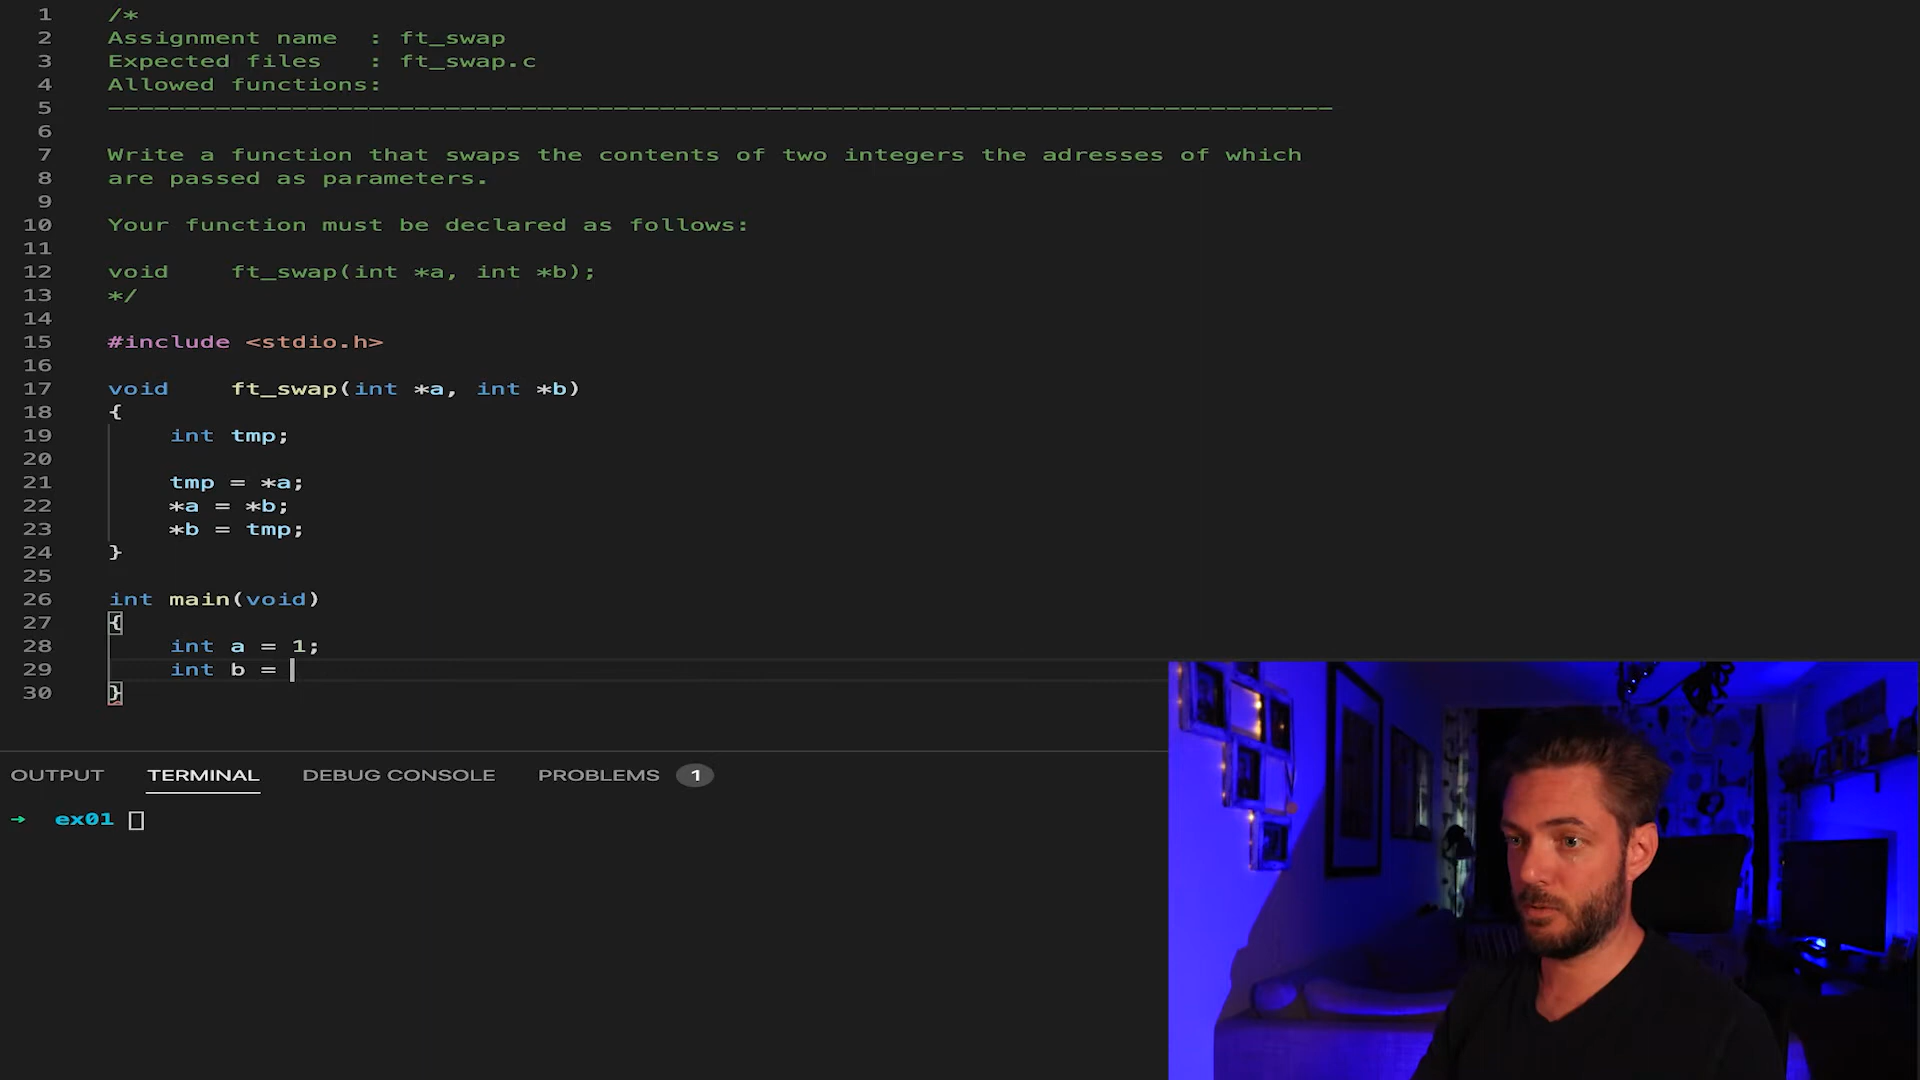 1 /*
2 Assignment name  : ft_swap
3 Expected files   : ft_swap.c
4 Allowed functions:
5 --------------------------------------------------------------------------------
6
7 Write a function that swaps the contents of two integers the adresses of which
8 are passed as parameters.
9
10 Your function must be declared as follows:
11
12 void    ft_swap(int *a, int *b);
13 */
14
15 #include <stdio.h>
16
17 void    ft_swap(int *a, int *b)
18 {
19     int tmp;
20
21     tmp = *a;
22     *a = *b;
23     *b = tmp;
24 }
25
26 int main(void)
27 {
28     int a = 1;
29     int b =
30 }
OUTPUT TERMINAL DEBUG CONSOLE PROBLEMS 1
→ ex01